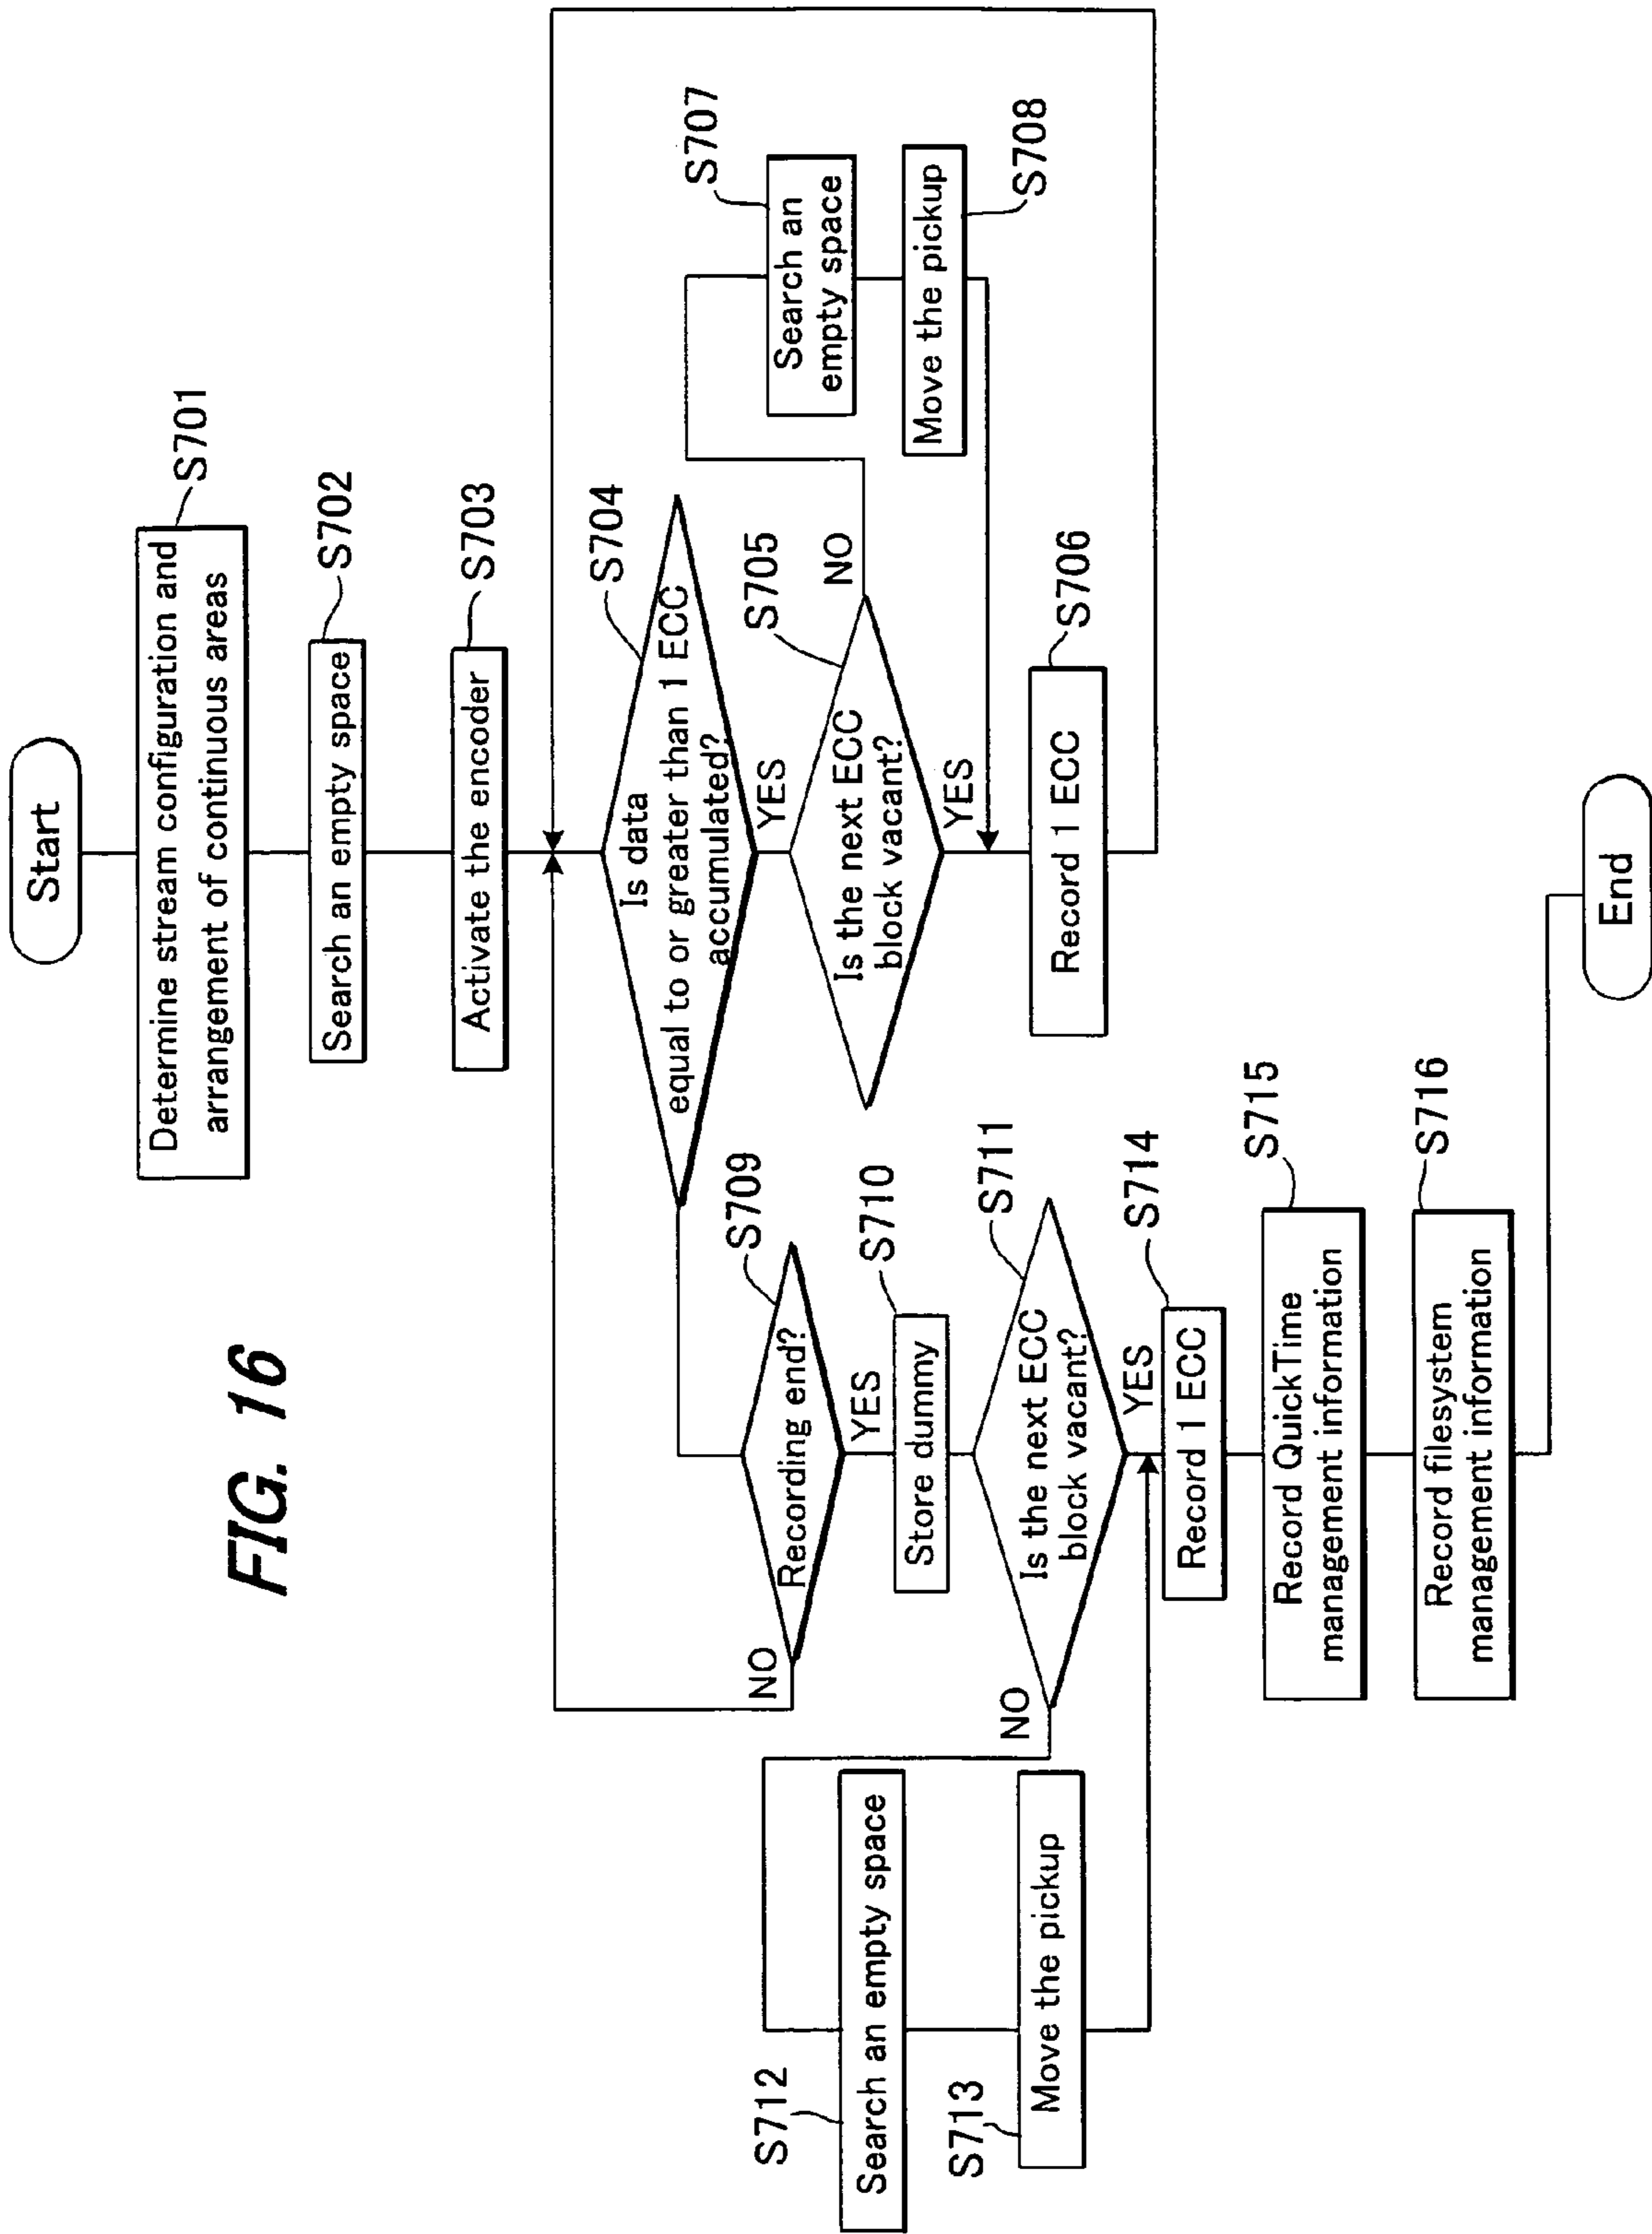 FIG. 16
Start
Determine stream configuration and
arrangement of continuous areas
S701
Search an empty space
S702
Activate the encoder
S703
Is data
equal to or greater than 1 ECC
accumulated?
S704
YES
Is the next ECC
block vacant?
S705
NO
YES
Search an
empty space
S707
Move the pickup
S708
Record 1 ECC
S706
Recording end?
S709
NO
YES
Store dummy
S710
Is the next ECC
block vacant?
S711
NO
YES
S712
Search an empty space
S713
Move the pickup
Record 1 ECC
S714
Record QuickTime
management information
S715
Record filesystem
management information
S716
End